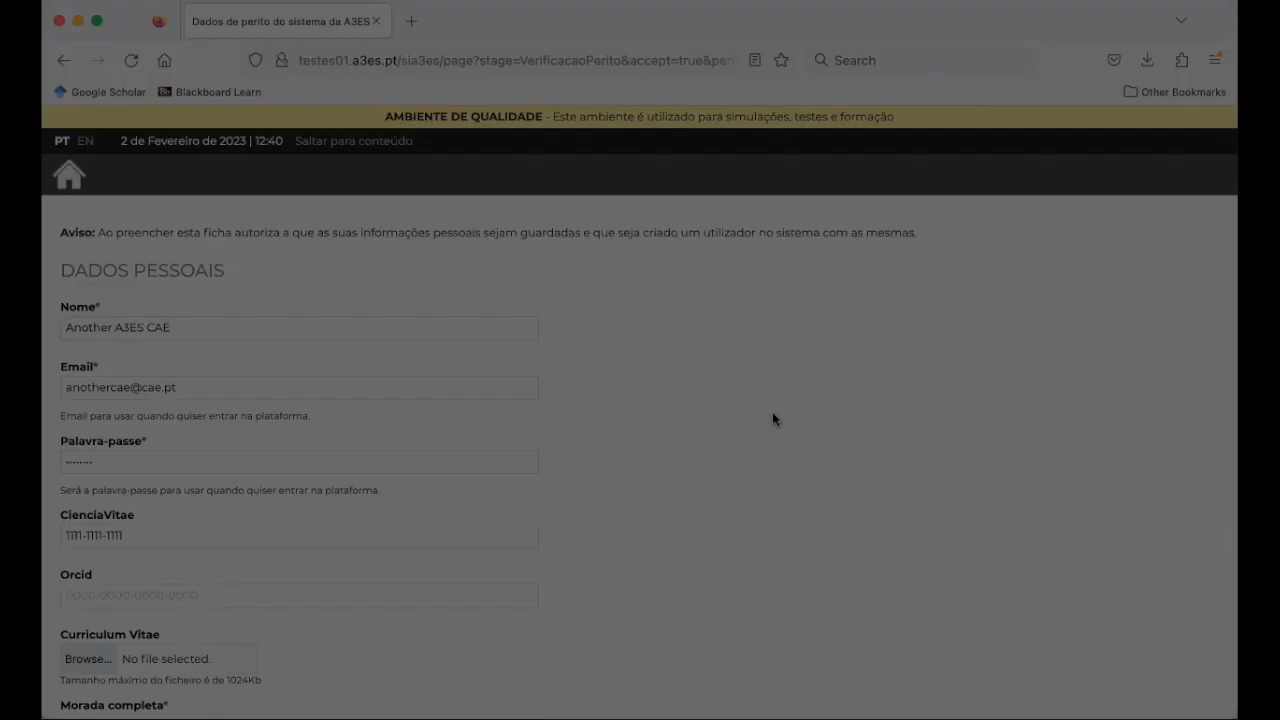 Dados de perito do sistema da A3ES
testes01.a3es.pt/sia3es/page?stage=VerificacaoPerito&accept=true&per
Search
Google Scholar
Bb Blackboard Learn
Other Bookmarks
AMBIENTE DE QUALIDADE - Este ambiente é utilizado para simulações, testes e formação
PT EN 2 de Fevereiro de 2023 | 12:40 Saltar para conteúdo
Aviso: Ao preencher esta ficha autoriza a que as suas informações pessoais sejam guardadas e que seja criado um utilizador no sistema com as mesmas.
DADOS PESSOAIS
Nome*
Another A3ES CAE
Email*
anothercae@cae.pt
Email para usar quando quiser entrar na plataforma.
Palavra-passe*
Será a palavra-passe para usar quando quiser entrar na plataforma.
CienciaVitae
1111-1111-1111
Orcid
0000-0000-0000-0000
Curriculum Vitae
Browse... No file selected.
Tamanho máximo do ficheiro é de 1024Kb
Morada completa*